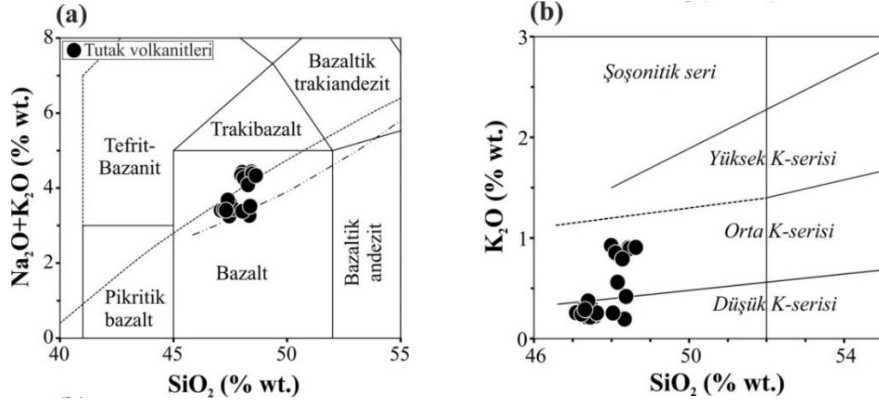 (a)
8
6
4
2
0
Na₂O+K₂O (% wt.)
Tutak volkanitleri
Bazaltik
trakiandezit
Trakibazalt
Tefrit-
Bazanit
Bazalt
Bazaltik
andezit
Pikritik
bazalt
40 45 50 55
SiO₂ (% wt.)
(b)
3
2
1
0
K₂O (% wt.)
Şoşonitik seri
Yüksek K-serisi
Orta K-serisi
Düşük K-serisi
46 50 54
SiO₂ (% wt.)